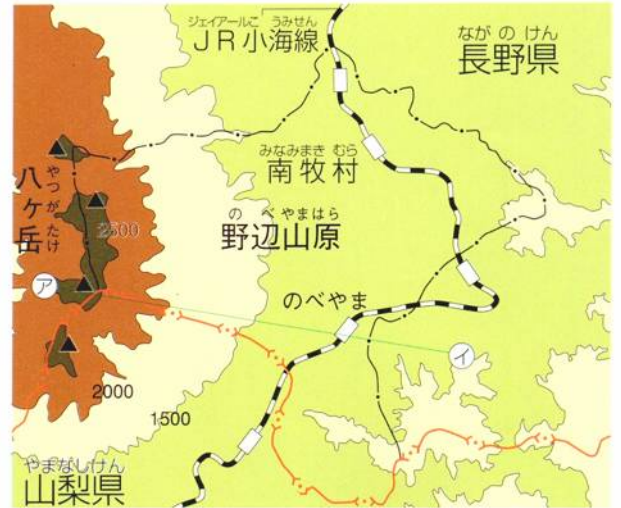 ジェイアールこうみせん
JR小海線
ながのけん
長野県
みなみまきむら
南牧村
やつがたけ
八ヶ岳
2500
のべやまはら
野辺山原
ア
のべやま
イ
2000
1500
やまなしけん
山梨県